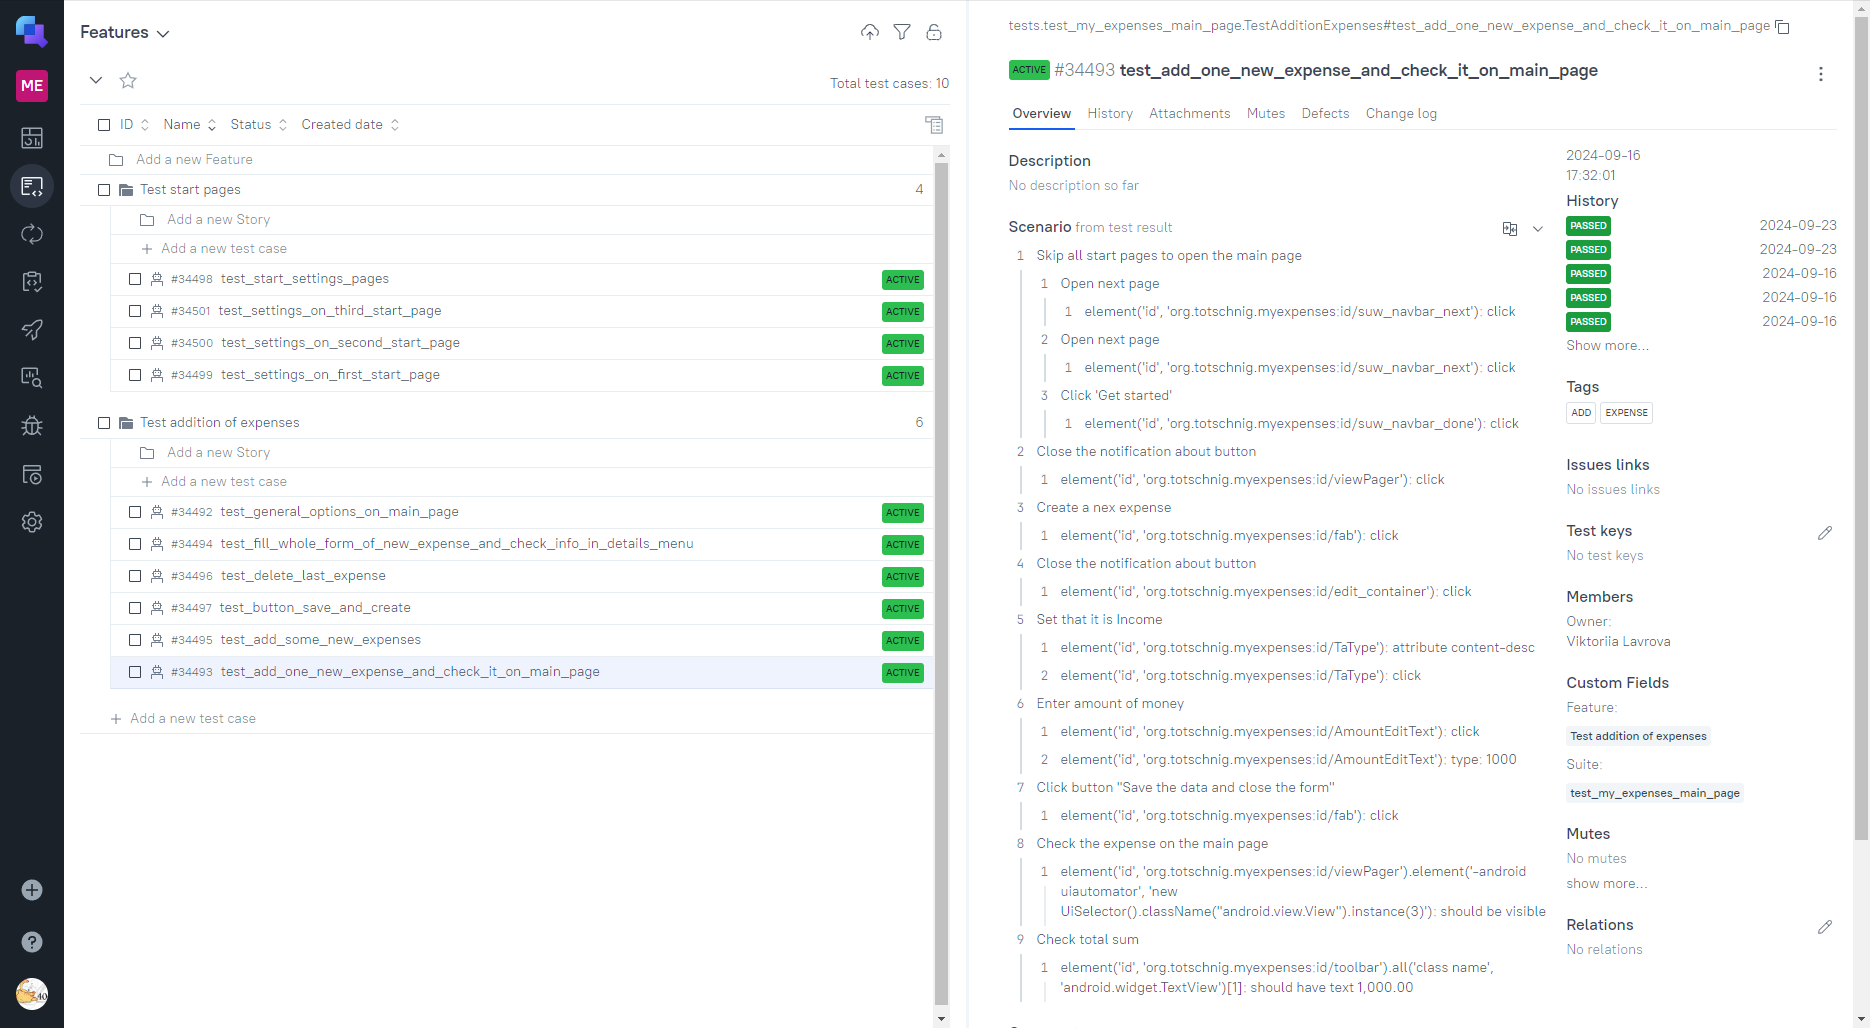 ME
Features
Total test cases: 10
ID Name Status Created date
Add a new Feature
Test start pages 4
Add a new Story
Add a new test case
#34498 test_start_settings_pages ACTIVE
#34501 test_settings_on_third_start_page ACTIVE
#34500 test_settings_on_second_start_page ACTIVE
#34499 test_settings_on_first_start_page ACTIVE
Test addition of expenses 6
Add a new Story
Add a new test case
#34492 test_general_options_on_main_page ACTIVE
#34494 test_fill_whole_form_of_new_expense_and_check_info_in_details_menu ACTIVE
#34496 test_delete_last_expense ACTIVE
#34497 test_button_save_and_create ACTIVE
#34495 test_add_some_new_expenses ACTIVE
#34493 test_add_one_new_expense_and_check_it_on_main_page ACTIVE
Add a new test case
tests.test_my_expenses_main_page.TestAdditionExpenses#test_add_one_new_expense_and_check_it_on_main_page
ACTIVE #34493 test_add_one_new_expense_and_check_it_on_main_page
Overview History Attachments Mutes Defects Change log
Description
No description so far
Scenario from test result
1 Skip all start pages to open the main page
1 Open next page
1 element('id', 'org.totschnig.myexpenses:id/suw_navbar_next'): click
2 Open next page
1 element('id', 'org.totschnig.myexpenses:id/suw_navbar_next'): click
3 Click 'Get started'
1 element('id', 'org.totschnig.myexpenses:id/suw_navbar_done'): click
2 Close the notification about button
1 element('id', 'org.totschnig.myexpenses:id/viewPager'): click
3 Create a nex expense
1 element('id', 'org.totschnig.myexpenses:id/fab'): click
4 Close the notification about button
1 element('id', 'org.totschnig.myexpenses:id/edit_container'): click
5 Set that it is Income
1 element('id', 'org.totschnig.myexpenses:id/TaType'): attribute content-desc
2 element('id', 'org.totschnig.myexpenses:id/TaType'): click
6 Enter amount of money
1 element('id', 'org.totschnig.myexpenses:id/AmountEditText'): click
2 element('id', 'org.totschnig.myexpenses:id/AmountEditText'): type: 1000
7 Click button "Save the data and close the form"
1 element('id', 'org.totschnig.myexpenses:id/fab'): click
8 Check the expense on the main page
1 element('id', 'org.totschnig.myexpenses:id/viewPager').element('-android
uiautomator', 'new
UiSelector().className("android.view.View").instance(3)'): should be visible
9 Check total sum
1 element('id', 'org.totschnig.myexpenses:id/toolbar').all('class name',
'android.widget.TextView')[1]: should have text 1,000.00
2024-09-16
17:32:01
History
PASSED 2024-09-23
PASSED 2024-09-23
PASSED 2024-09-16
PASSED 2024-09-16
PASSED 2024-09-16
Show more...
Tags
ADD EXPENSE
Issues links
No issues links
Test keys
No test keys
Members
Owner:
Viktoriia Lavrova
Custom Fields
Feature:
Test addition of expenses
Suite:
test_my_expenses_main_page
Mutes
No mutes
show more...
Relations
No relations